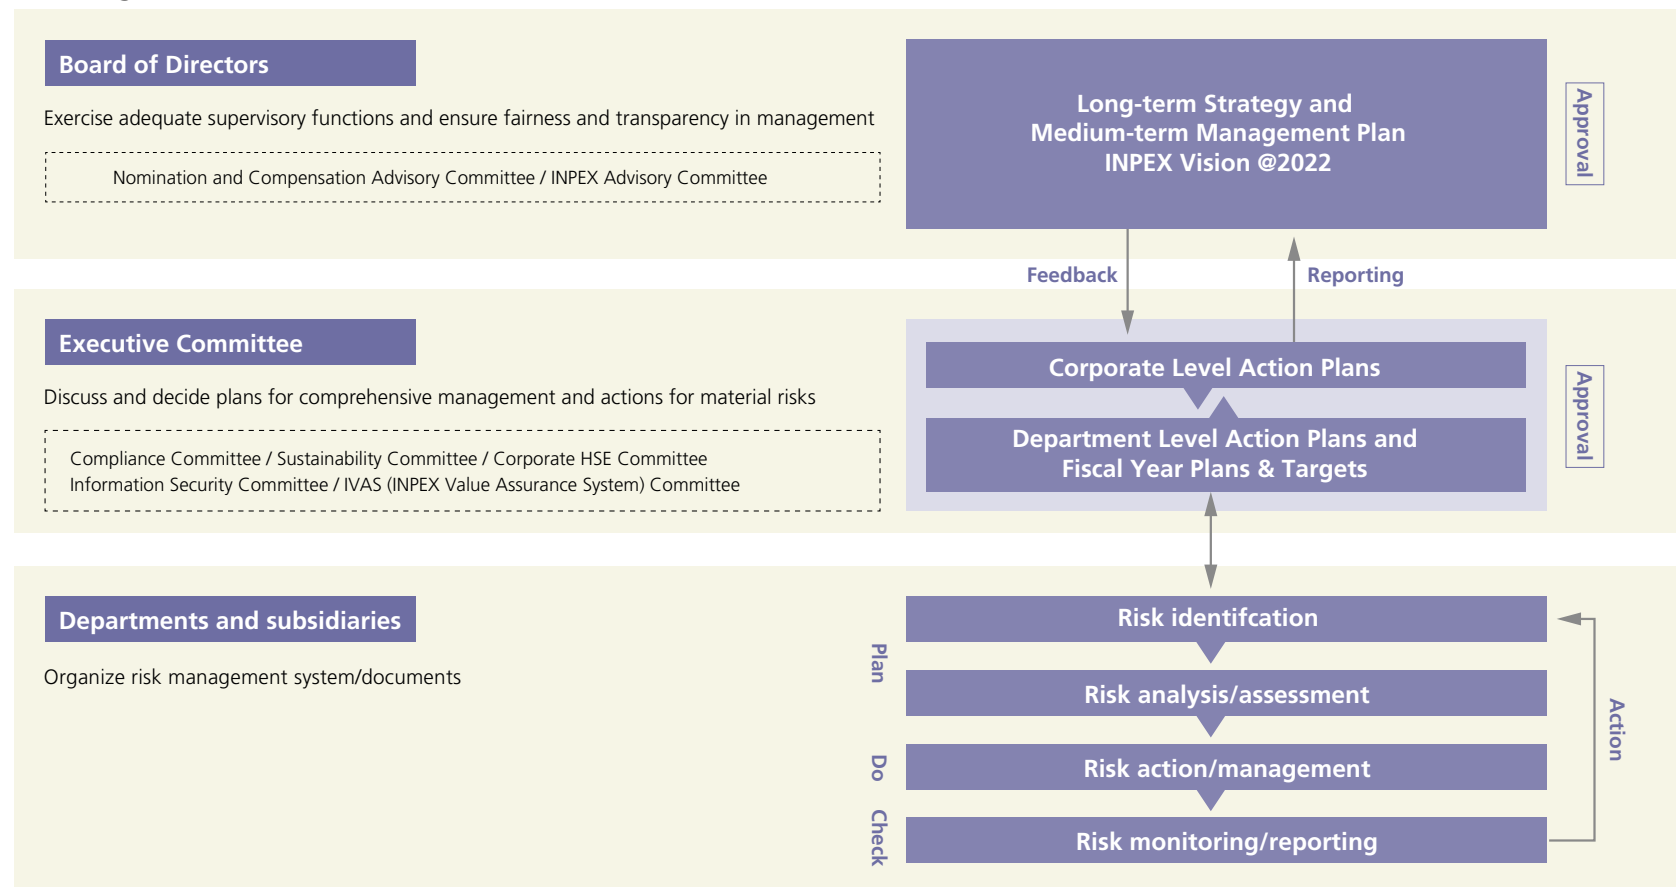 Board of Directors
Exercise adequate supervisory functions and ensure fairness and transparency in management
Nomination and Compensation Advisory Committee / INPEX Advisory Committee
Long-term Strategy and
Medium-term Management Plan
INPEX Vision @2022
Approval
Feedback
Reporting
Executive Committee
Discuss and decide plans for comprehensive management and actions for material risks
Compliance Committee / Sustainability Committee / Corporate HSE Committee
Information Security Committee / IVAS (INPEX Value Assurance System) Committee
Corporate Level Action Plans
Department Level Action Plans and
Fiscal Year Plans & Targets
Approval
Departments and subsidiaries
Organize risk management system/documents
Plan
Risk identifcation
Risk analysis/assessment
Do
Risk action/management
Check
Risk monitoring/reporting
Action